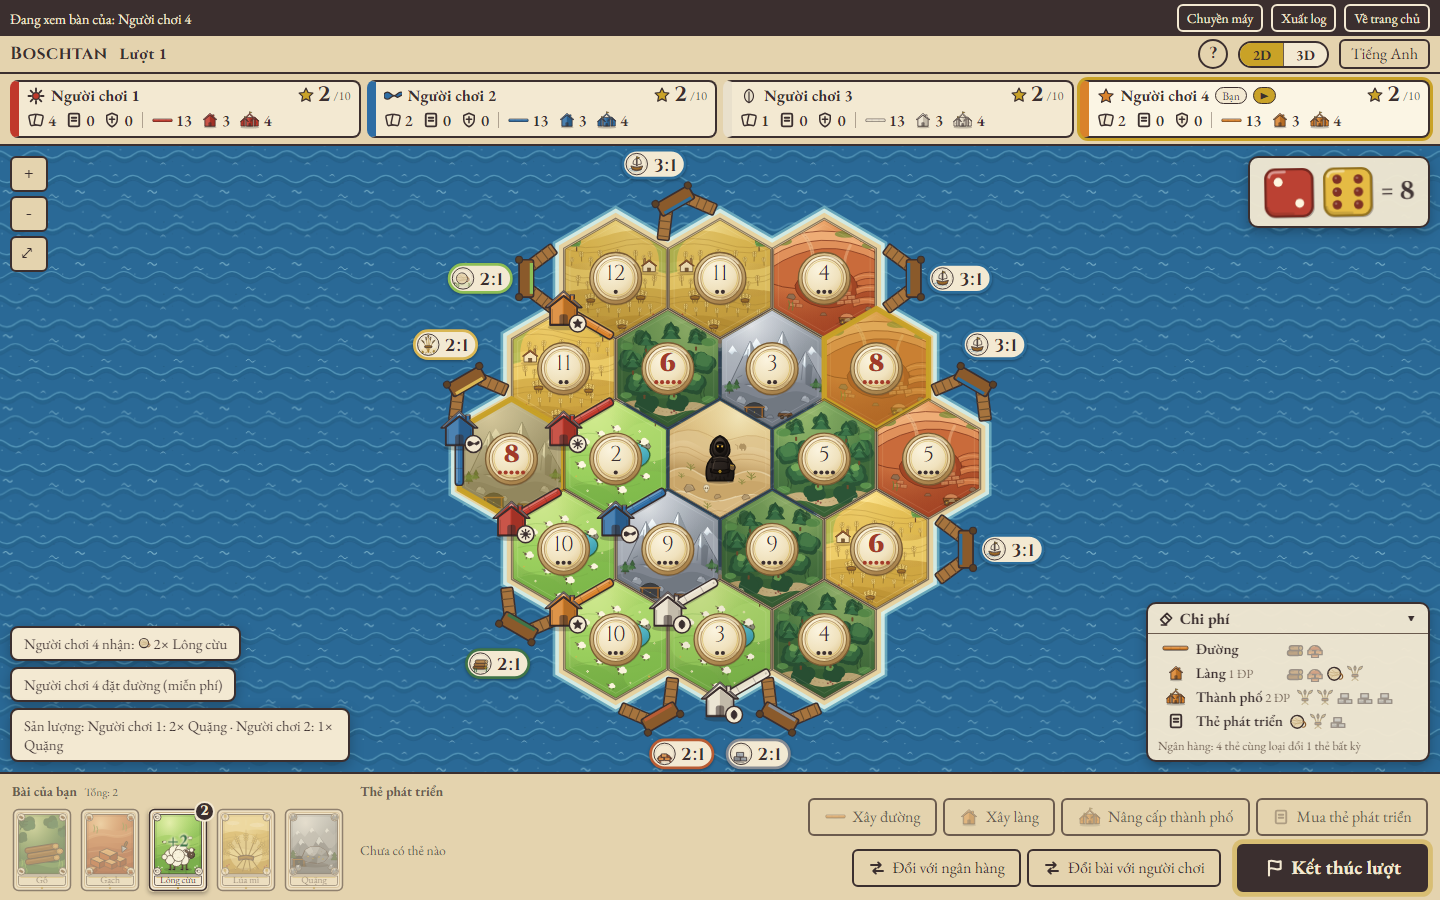 Đang xem bàn của: Người chơi 4
Chuyền máy
Xuất log
Về trang chủ
BOSCHTAN Lượt 1
?
2D
3D
Tiếng Anh
Người chơi 1 2 /10
4 0 0 13 3 4
Người chơi 2 2 /10
2 0 0 13 3 4
Người chơi 3 2 /10
1 0 0 13 3 4
Người chơi 4 Bạn 2 /10
2 0 0 13 3 4
+
-
3:1
= 8
2:1
12
11
4
3:1
2:1
11
6
3
8
3:1
8
2
5
5
10
9
9
6
3:1
2:1
10
3
4
2:1
2:1
Người chơi 4 nhận: 2× Lông cừu
Người chơi 4 đặt đường (miễn phí)
Sản lượng: Người chơi 1: 2× Quặng · Người chơi 2: 1×
Quặng
Chi phí
Đường
Làng 1 ĐP
Thành phố 2 ĐP
Thẻ phát triển
Ngân hàng: 4 thẻ cùng loại đổi 1 thẻ bất kỳ
Bài của bạn Tổng: 2
2
+2
Gỗ
Gạch
Lông cừu
Lúa mì
Quặng
Thẻ phát triển
Chưa có thẻ nào
Xây đường
Xây làng
Nâng cấp thành phố
Mua thẻ phát triển
Đổi với ngân hàng
Đổi bài với người chơi
Kết thúc lượt